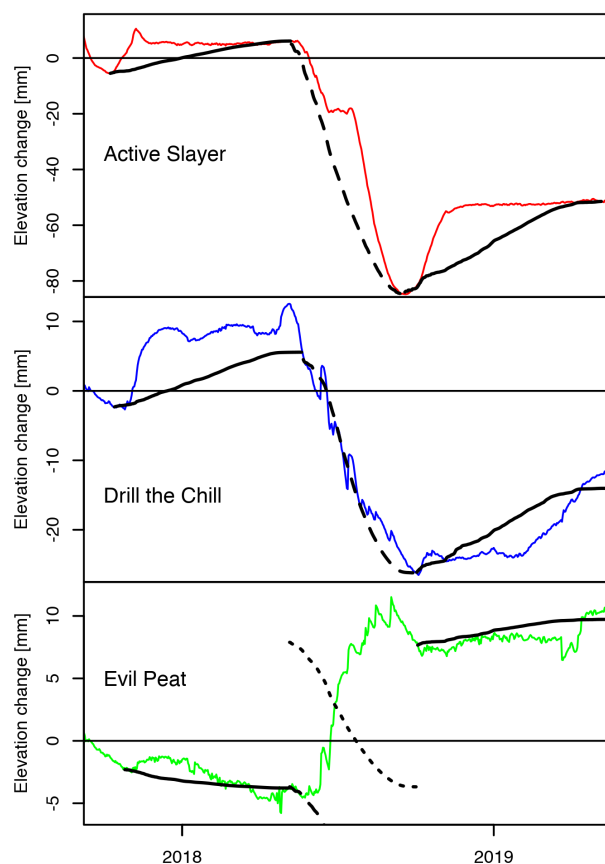 Elevation change [mm]
0
-20
-40
-60
-80
Active Slayer
Elevation change [mm]
10
0
-10
-20
Drill the Chill
Elevation change [mm]
10
5
0
-5
Evil Peat
2018
2019